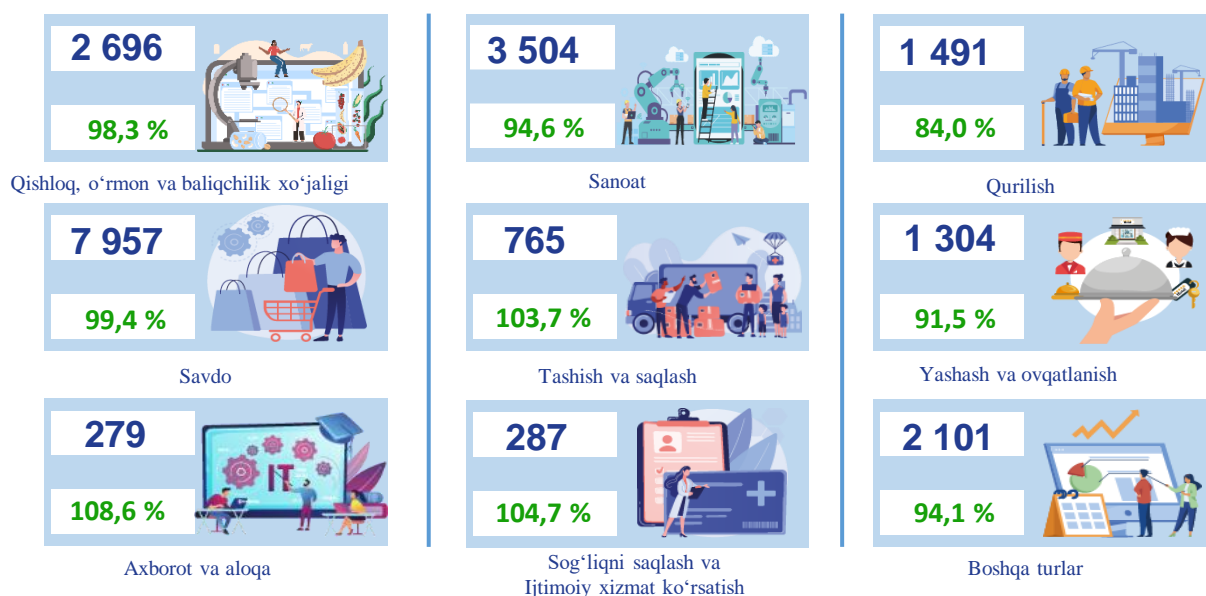 2 696
98,3 %
Qishloq, o‘rmon va baliqchilik xo‘jaligi
3 504
94,6 %
Sanoat
1 491
84,0 %
Qurilish
7 957
99,4 %
Savdo
765
103,7 %
Tashish va saqlash
1 304
91,5 %
Yashash va ovqatlanish
279
108,6 %
IT
Axborot va aloqa
287
104,7 %
Sog‘liqni saqlash va
Ijtimoiy xizmat ko‘rsatish
2 101
94,1 %
Boshqa turlar